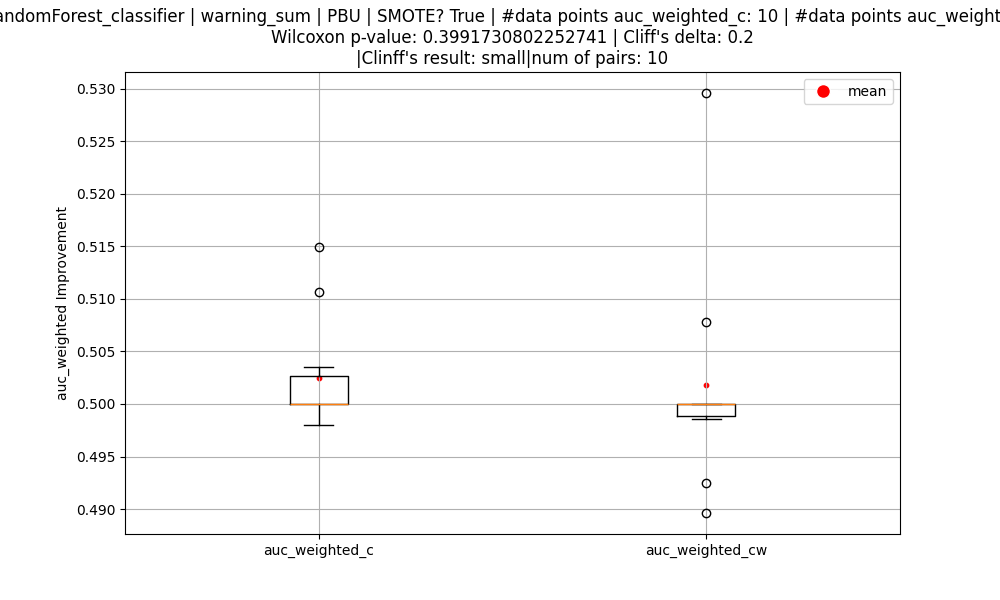 andomForest_classifier | warning_sum | PBU | SMOTE? True | #data points auc_weighted_c: 10 | #data points auc_weight
Wilcoxon p-value: 0.3991730802252741 | Cliff's delta: 0.2
|Clinff's result: small|num of pairs: 10
mean
0.530
0.525
0.520
0.515
0.510
0.505
0.500
0.495
0.490
auc_weighted Improvement
auc_weighted_c
auc_weighted_cw